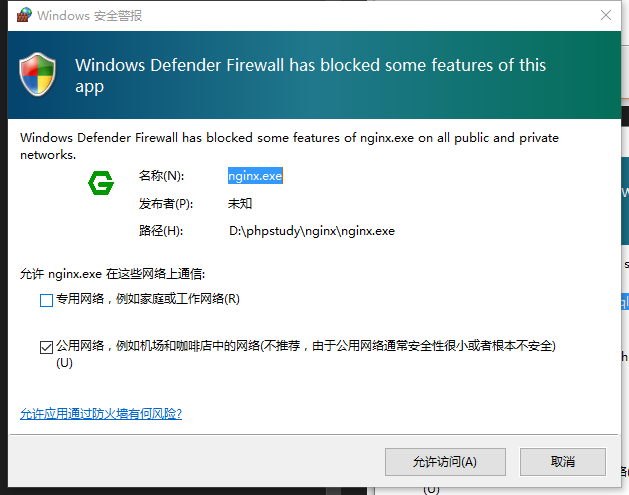 Windows 安全警报
Windows Defender Firewall has blocked some features of this
app
Windows Defender Firewall has blocked some features of nginx.exe on all public and private
networks.
名称(N): nginx.exe
发布者(P): 未知
路径(H): D:\phpstudy\nginx\nginx.exe
允许 nginx.exe 在这些网络上通信:
专用网络，例如家庭或工作网络(R)
公用网络，例如机场和咖啡店中的网络(不推荐，由于公用网络通常安全性很小或者根本不安全)
(U)
允许应用通过防火墙有何风险?
允许访问(A) 取消
(U)